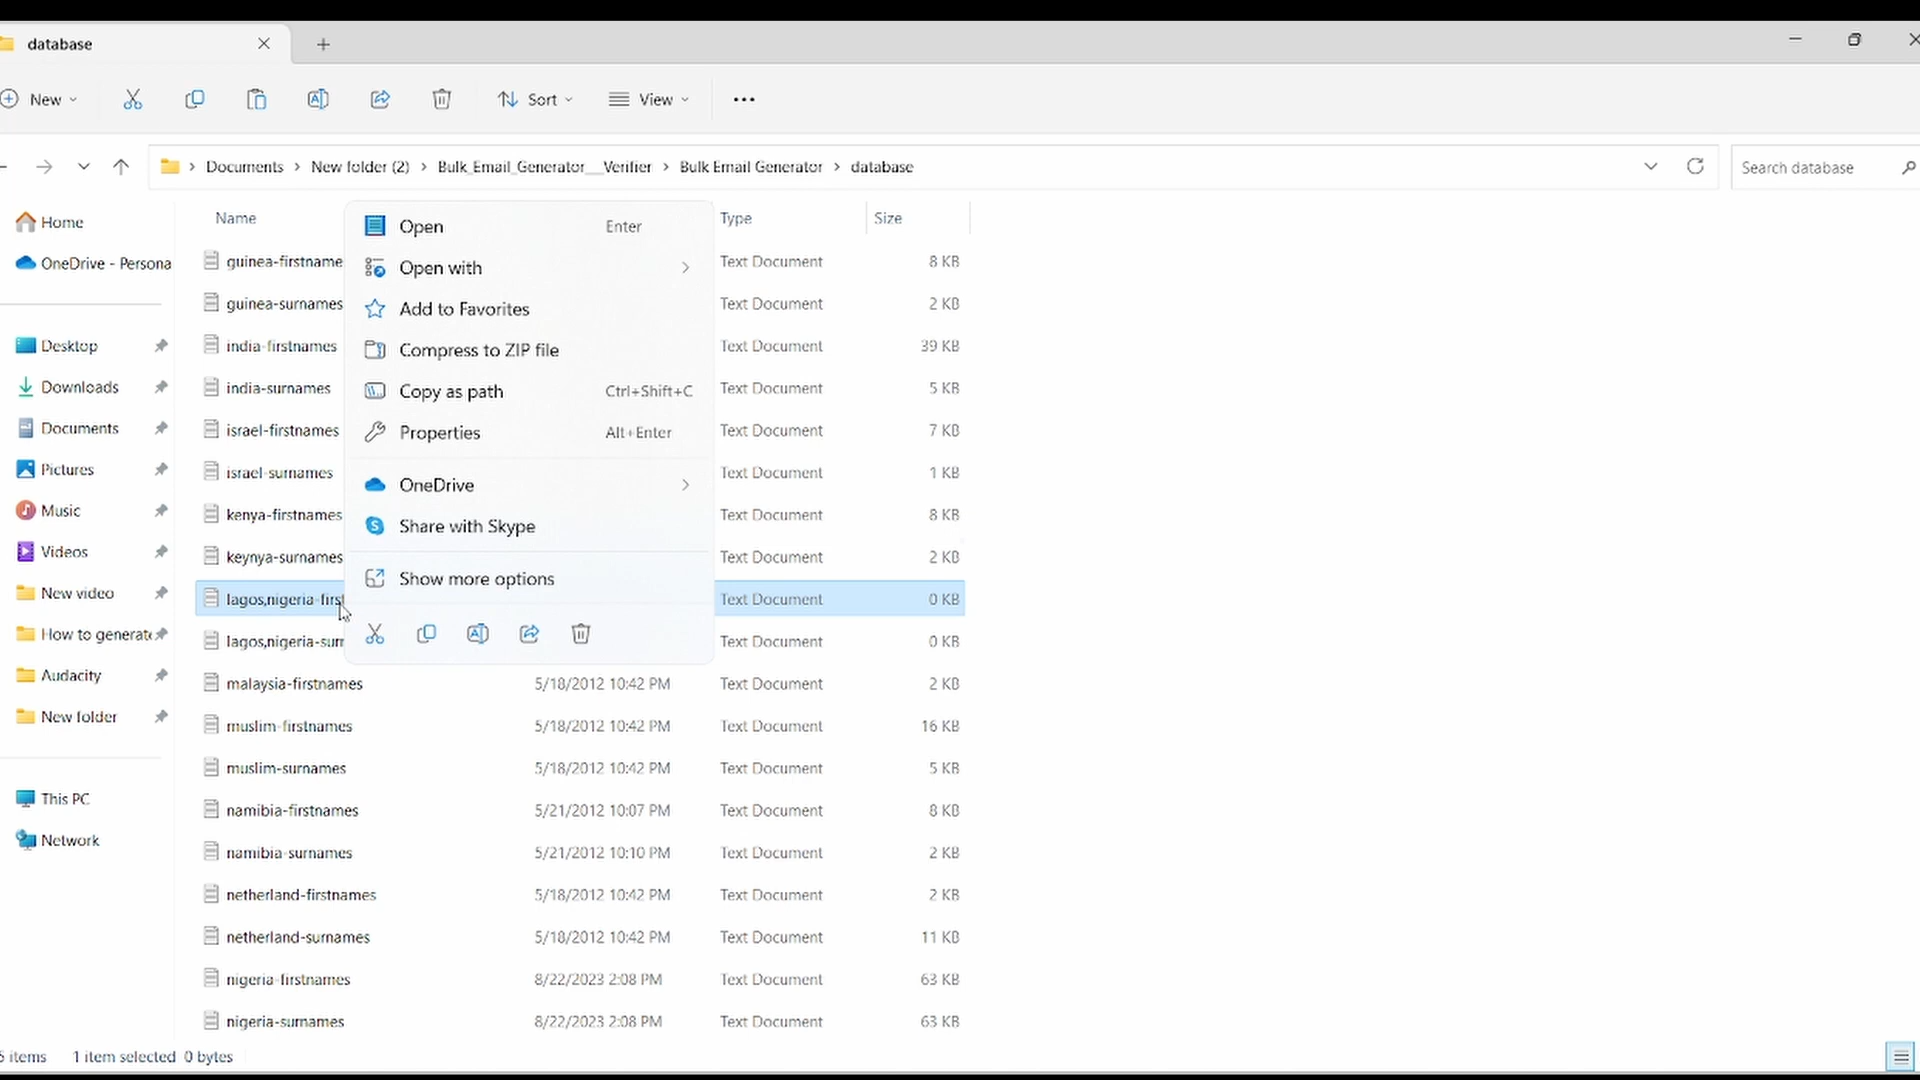 database
New
Sort
View
Documents > New folder (2) > Bulk_Email_Generator__Verifier > Bulk Email Generator > database
Search database
Home
OneDrive - Persona
Desktop
Downloads
Documents
Pictures
Music
Videos
New video
How to generate
Audacity
New folder
This PC
Network
Name Type Size
guinea-firstname Text Document 8 KB
guinea-surnames Text Document 2 KB
india-firstnames Text Document 39 KB
india-surnames Text Document 5 KB
israel-firstnames Text Document 7 KB
israel-surnames Text Document 1 KB
kenya-firstnames Text Document 8 KB
keynya-surnames Text Document 2 KB
lagos,nigeria-first Text Document 0 KB
lagos,nigeria-surn Text Document 0 KB
malaysia-firstnames 5/18/2012 10:42 PM Text Document 2 KB
muslim-firstnames 5/18/2012 10:42 PM Text Document 16 KB
muslim-surnames 5/18/2012 10:42 PM Text Document 5 KB
namibia-firstnames 5/21/2012 10:07 PM Text Document 8 KB
namibia-surnames 5/21/2012 10:10 PM Text Document 2 KB
netherland-firstnames 5/18/2012 10:42 PM Text Document 2 KB
netherland-surnames 5/18/2012 10:42 PM Text Document 11 KB
nigeria-firstnames 8/22/2023 2:08 PM Text Document 63 KB
nigeria-surnames 8/22/2023 2:08 PM Text Document 63 KB
Open Enter
Open with
Add to Favorites
Compress to ZIP file
Copy as path Ctrl+Shift+C
Properties Alt+Enter
OneDrive
Share with Skype
Show more options
items 1 item selected 0 bytes